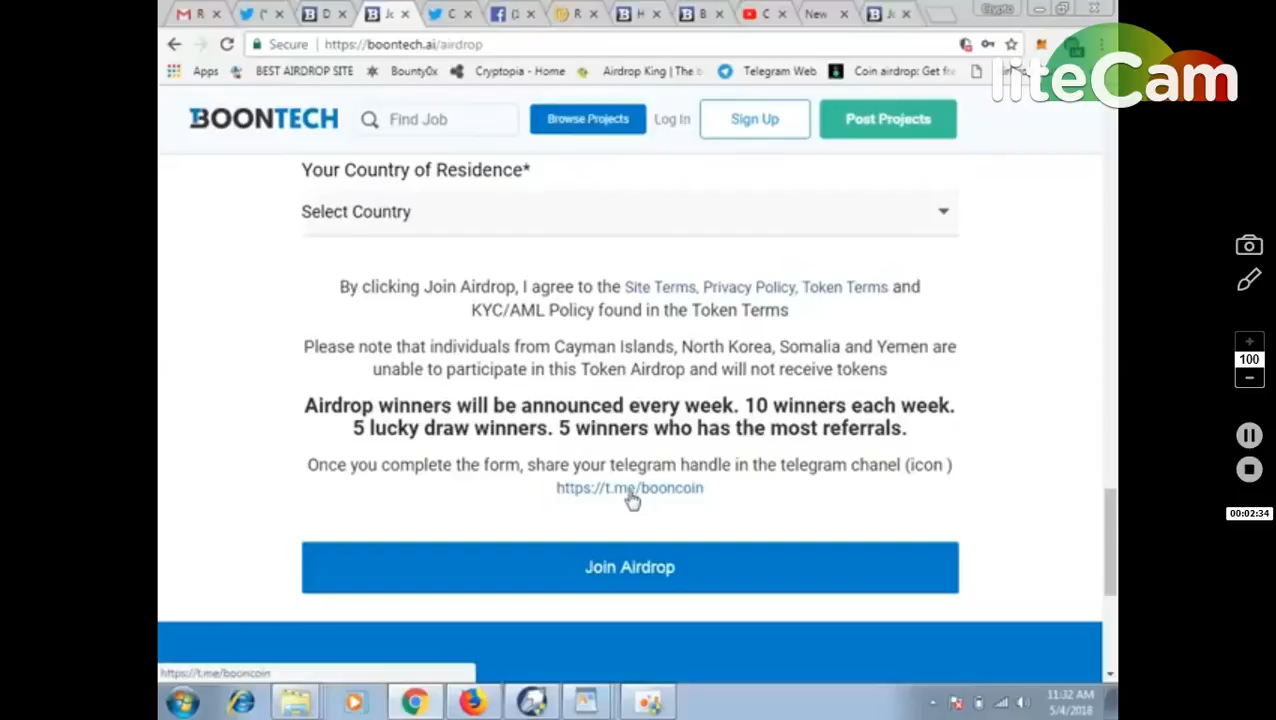 R
("
D
Jo
C
(1
R
H
B
C
New
Jo
Crypto
Secure | https://boontech.ai/airdrop
Apps BEST AIRDROP SITE Bounty0x Cryptopia - Home Airdrop King | The b Telegram Web Coin airdrop: Get fre
liteCam
BOONTECH Find Job Browse Projects Log In Sign Up Post Projects
Your Country of Residence*
Select Country
By clicking Join Airdrop, I agree to the Site Terms, Privacy Policy, Token Terms and
KYC/AML Policy found in the Token Terms
Please note that individuals from Cayman Islands, North Korea, Somalia and Yemen are
unable to participate in this Token Airdrop and will not receive tokens
Airdrop winners will be announced every week. 10 winners each week.
5 lucky draw winners. 5 winners who has the most referrals.
Once you complete the form, share your telegram handle in the telegram chanel (icon )
https://t.me/booncoin
Join Airdrop
https://t.me/booncoin
100
00:02:34
11:32 AM
5/4/2018